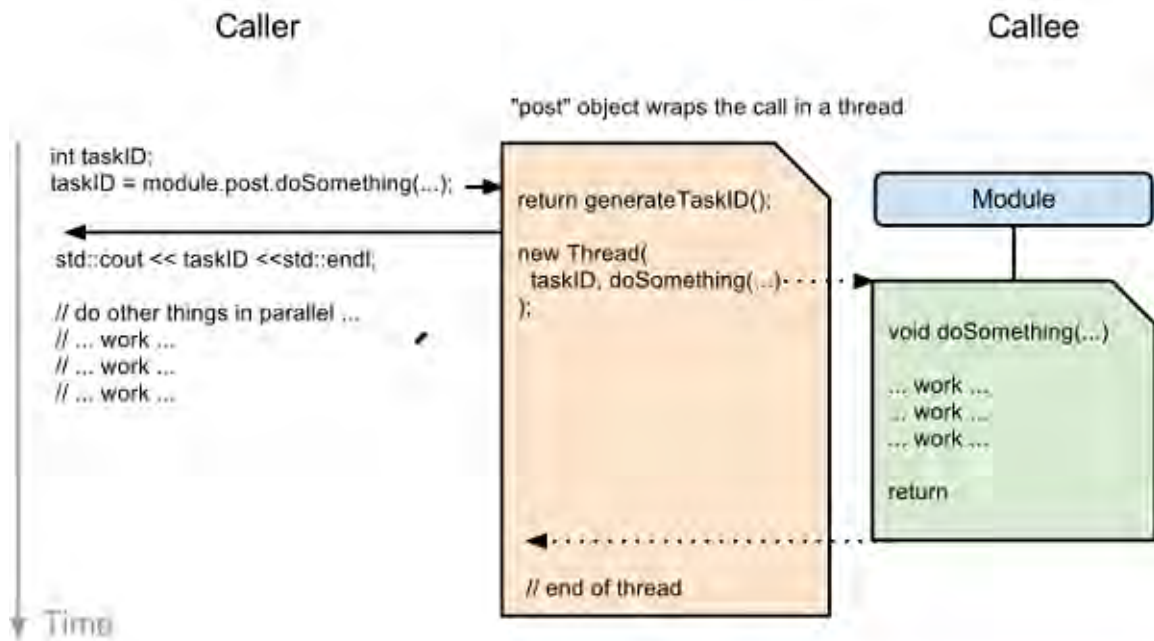 Caller
Callee
"post" object wraps the call in a thread
int taskID;
taskID = module.post.doSomething(...);
std::cout << taskID <<std::endl;
// do other things in parallel ...
// ... work ...
// ... work ...
// ... work ...
return generateTaskID();
new Thread(
taskID, doSomething(...)
);
// end of thread
Module
void doSomething(...)
... work ...
... work ...
... work ...
return
Time